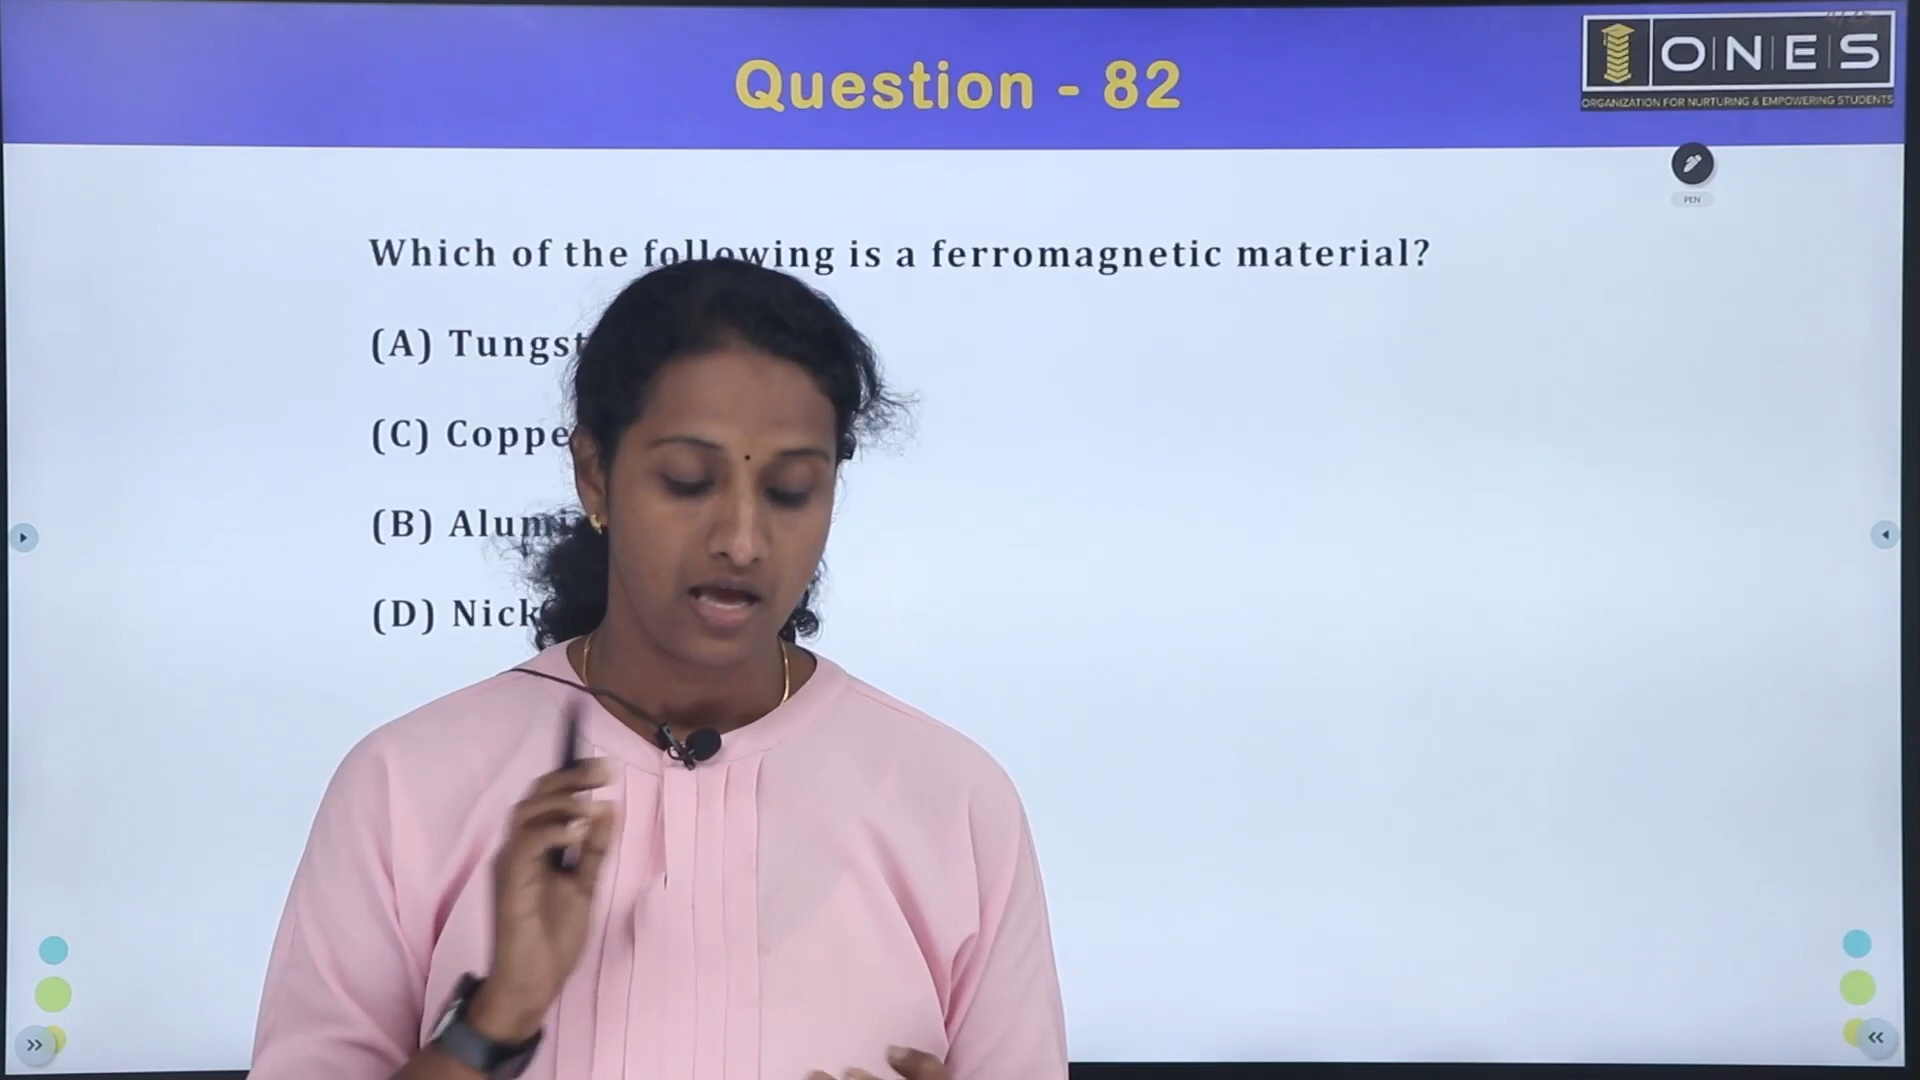 Question - 82
ONES
ORGANIZATION FOR NURTURING & EMPOWERING STUDENTS
PEN
Which of the following is a ferromagnetic material?
(A) Tungst
(C) Coppe
(B) Alumi
(D) Nick